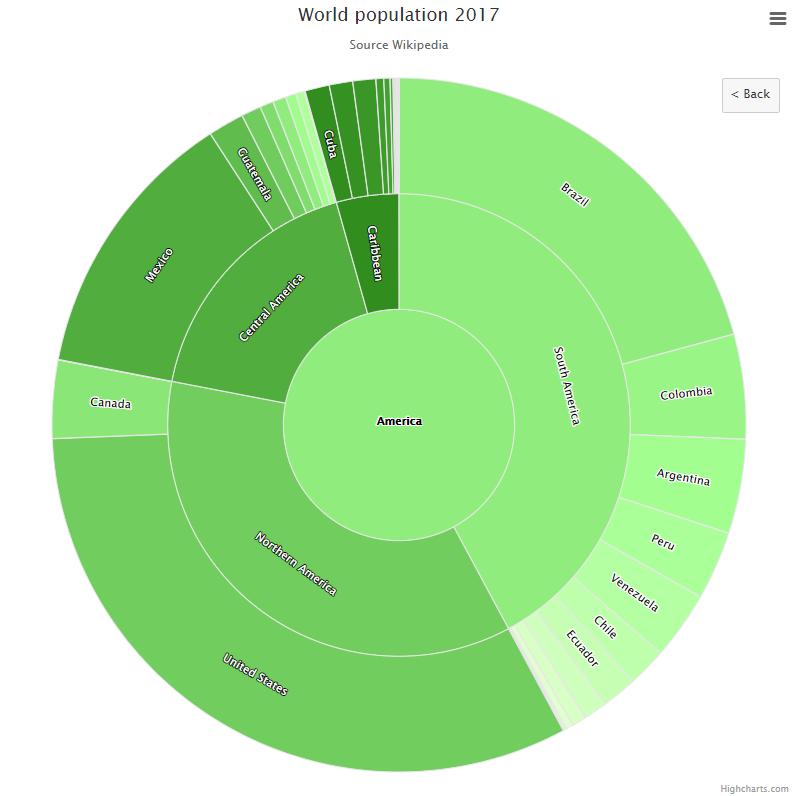 World population 2017
Source Wikipedia
< Back
Brazil
Colombia
Argentina
Peru
Venezuela
Chile
Ecuador
United States
Canada
Mexico
Guatemala
Cuba
South America
Northern America
Central America
Caribbean
America
Highcharts.com